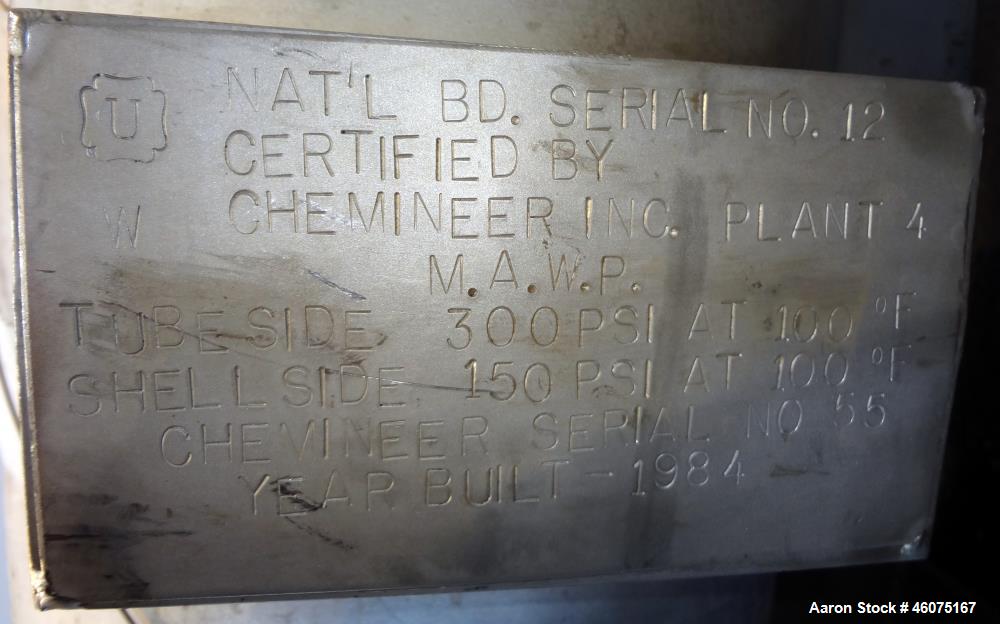 U NAT'L BD. SERIAL NO. 12
CERTIFIED BY
W CHEMINEER INC. PLANT 4
M.A.W.P.
TUBE SIDE 300 PSI AT 100 °F
SHELL SIDE 150 PSI AT 100 °F
CHEMINEER SERIAL NO 55
YEAR BUILT - 1984
Aaron Stock # 46075167